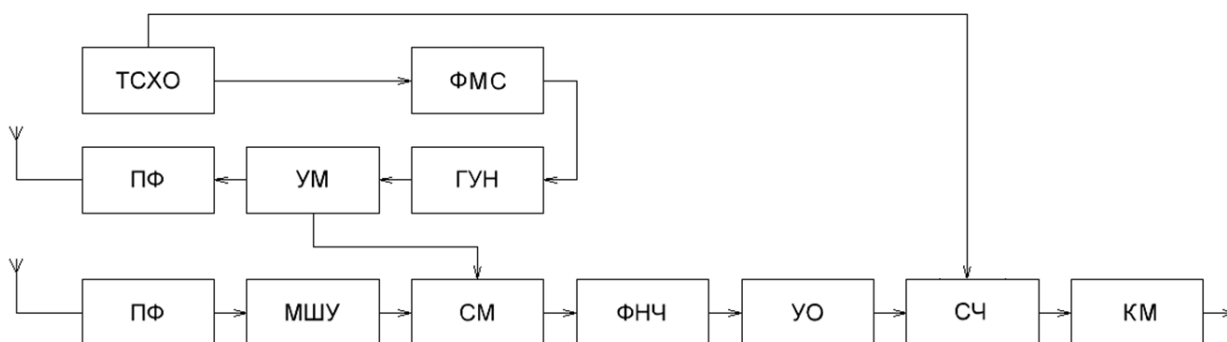 ТСХО ФМС
ПФ УМ ГУН
ПФ МШУ СМ ФНЧ УО СЧ КМ